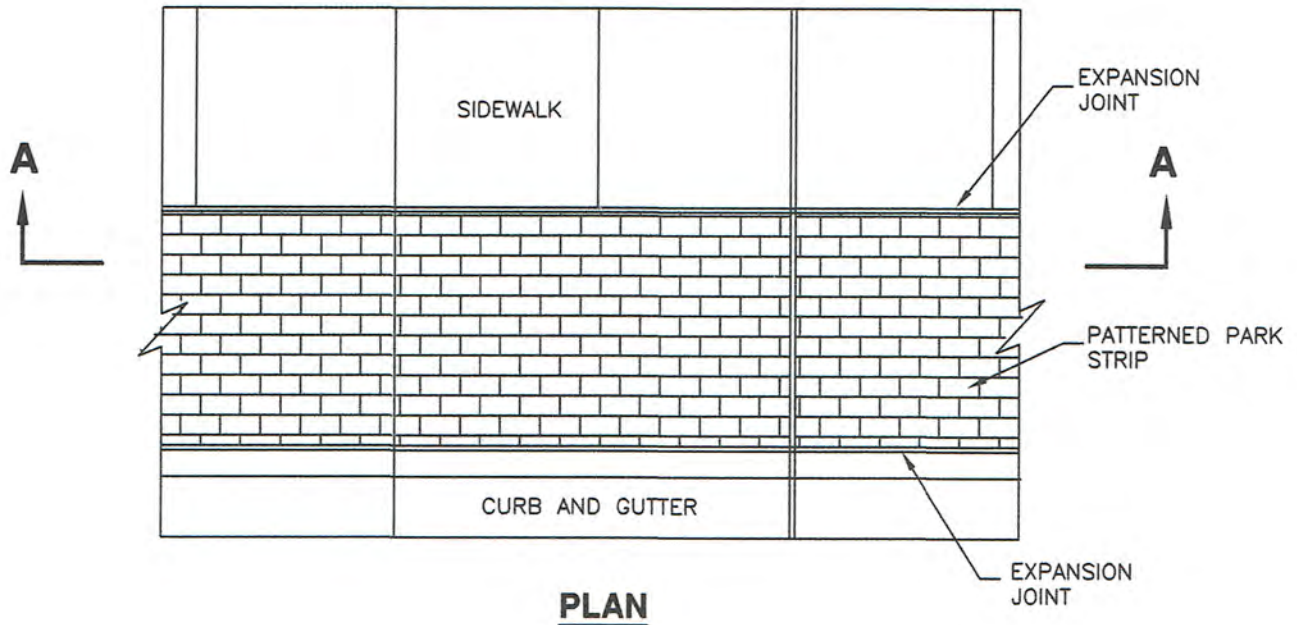 SIDEWALK
EXPANSION
JOINT
A
A
PATTERNED PARK
STRIP
CURB AND GUTTER
EXPANSION
JOINT
PLAN